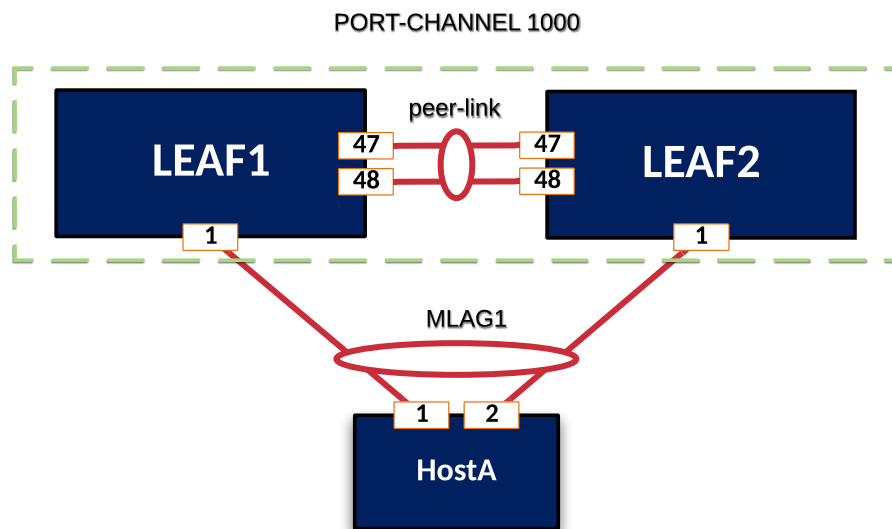 PORT-CHANNEL 1000
peer-link
LEAF1
47
47
LEAF2
48
48
1
1
MLAG1
1
2
HostA